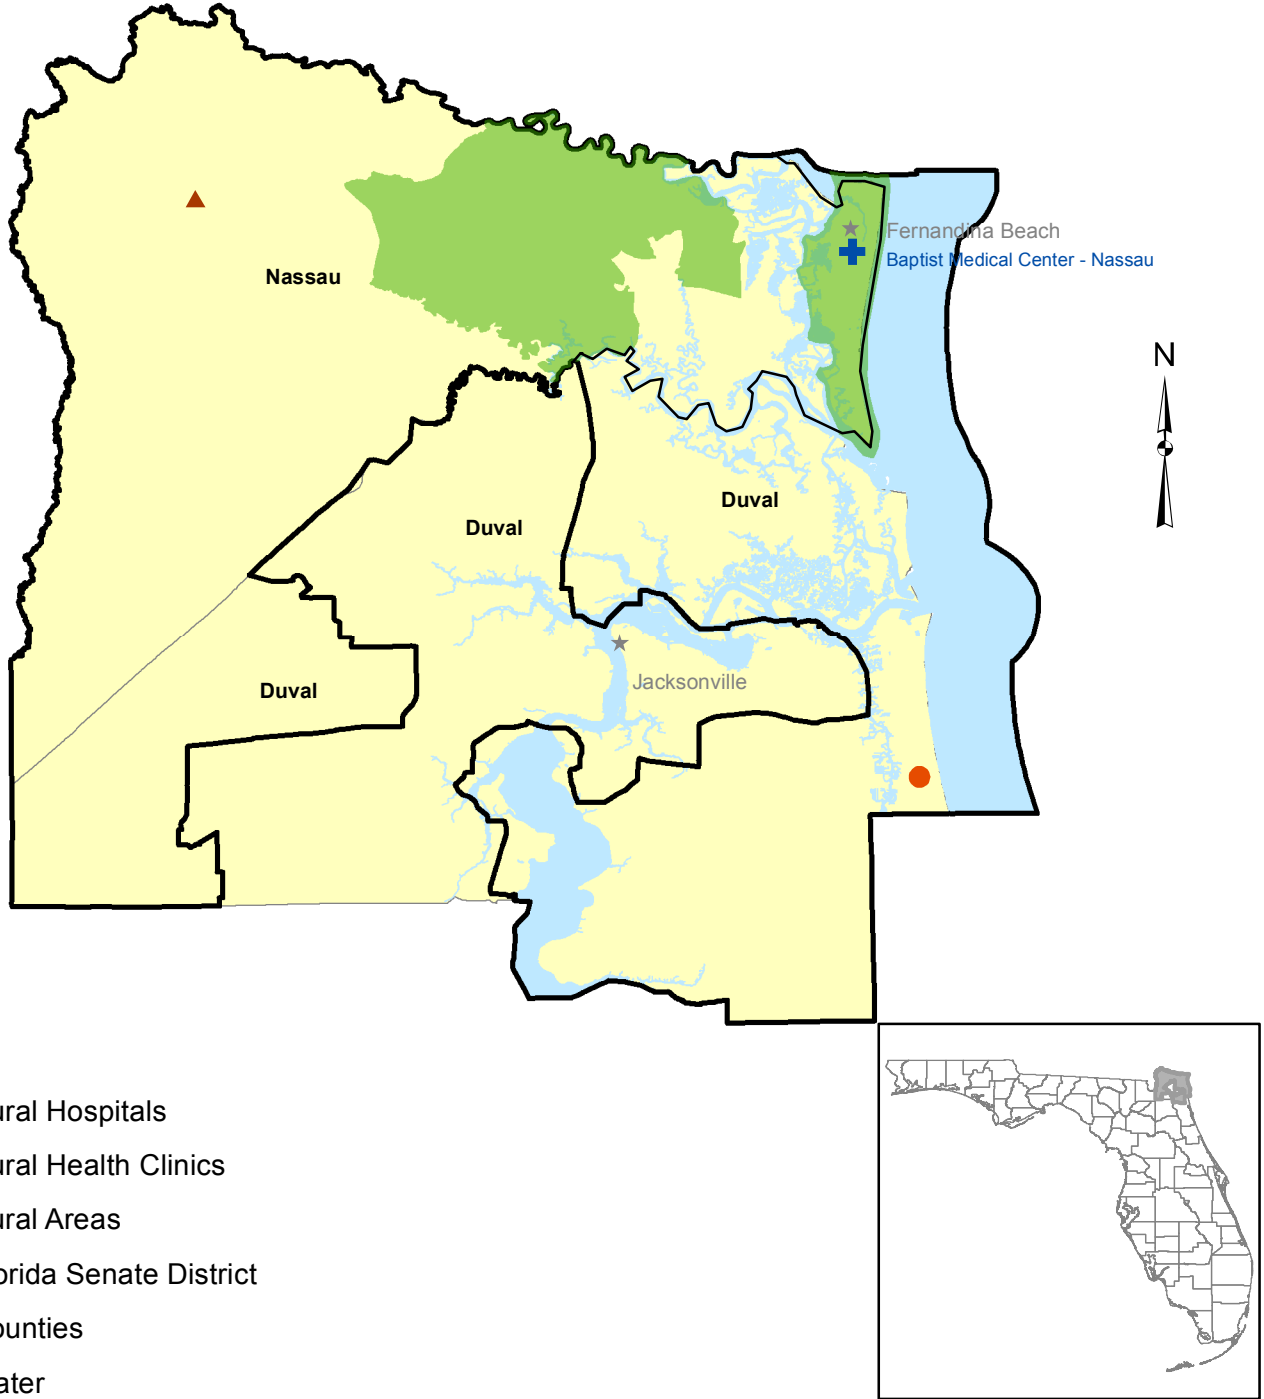 Fernandina Beach
Baptist Medical Center - Nassau
Nassau
N
Duval
Duval
Jacksonville
Duval
ural Hospitals
ural Health Clinics
ural Areas
orida Senate District
ounties
ater